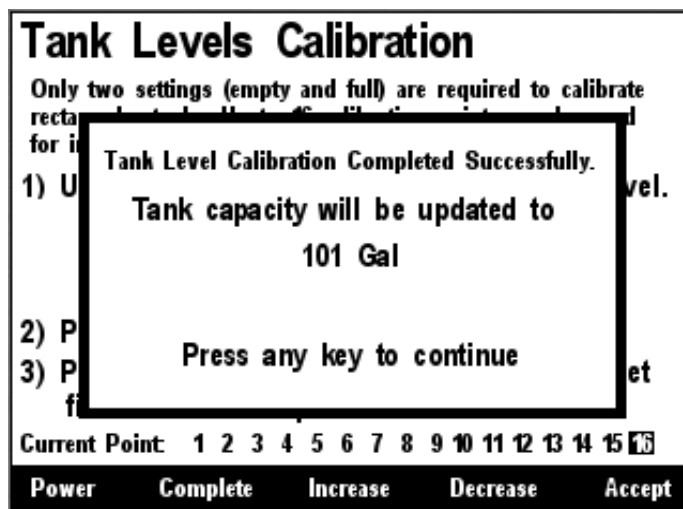 Tank Levels Calibration
Only two settings (empty and full) are required to calibrate
for
Tank Level Calibration Completed Successfully.
1) vel.
Tank capacity will be updated to
101 Gal
2)
Press any key to continue
3) et
Current Point: 1 2 3 4 5 6 7 8 9 10 11 12 13 14 15 16
Power Complete Increase Decrease Accept